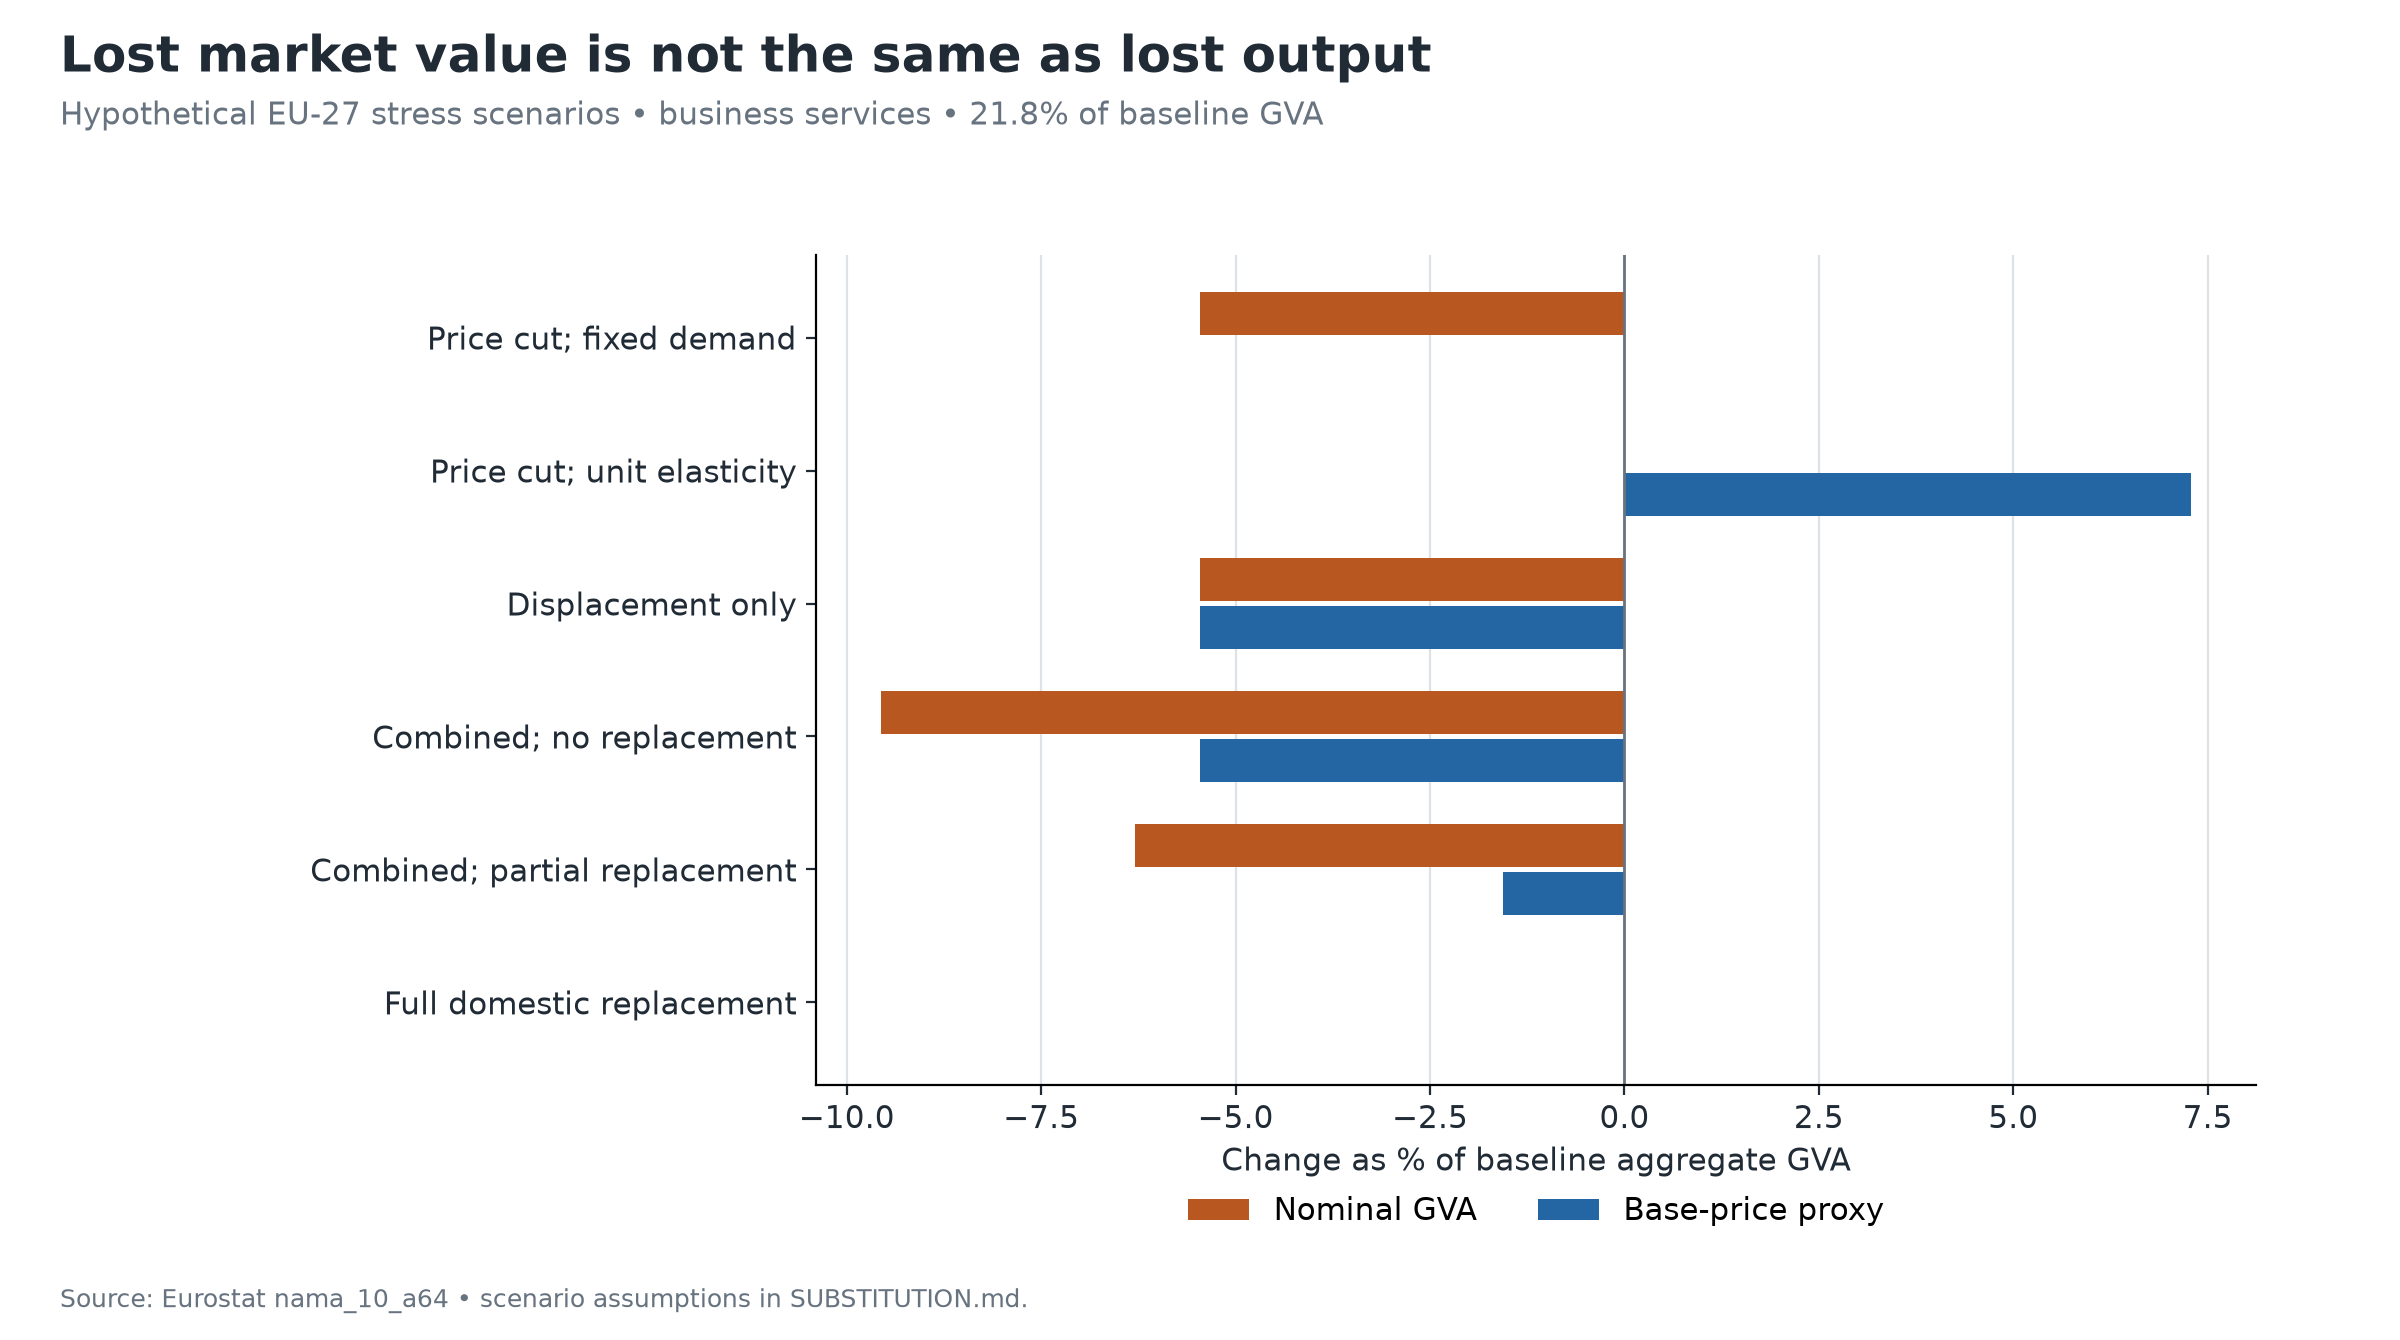 Lost market value is not the same as lost output
Hypothetical EU-27 stress scenarios • business services • 21.8% of baseline GVA
Price cut; fixed demand
Price cut; unit elasticity
Displacement only
Combined; no replacement
Combined; partial replacement
Full domestic replacement
−10.0 −7.5 −5.0 −2.5 0.0 2.5 5.0 7.5
Change as % of baseline aggregate GVA
Nominal GVA Base-price proxy
Source: Eurostat nama_10_a64 • scenario assumptions in SUBSTITUTION.md.